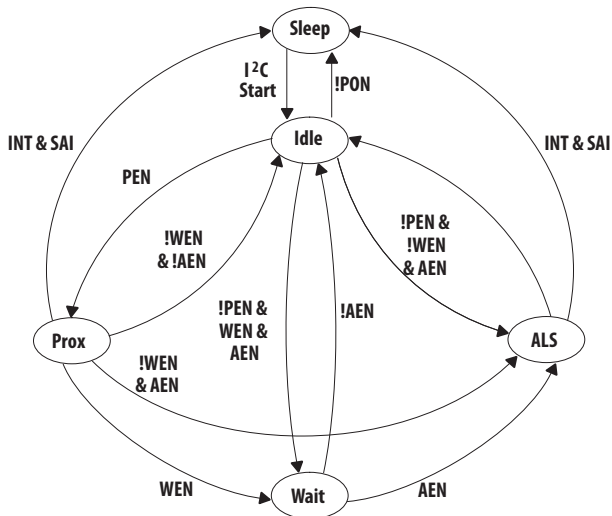 Sleep
I²C
Start
!PON
Idle
INT & SAI
INT & SAI
PEN
!WEN
& !AEN
!PEN &
!WEN
& AEN
!PEN &
WEN &
AEN
!AEN
Prox
ALS
!WEN
& AEN
WEN
Wait
AEN